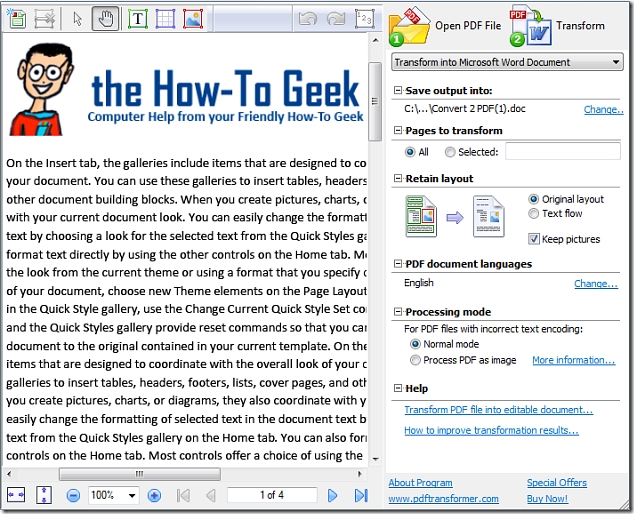 T
123
PDF
1
Open PDF File
PDF
2
W
Transform
the How-To Geek
Computer Help from your Friendly How-To Geek
On the Insert tab, the galleries include items that are designed to co
your document. You can use these galleries to insert tables, headers
other document building blocks. When you create pictures, charts, c
with your current document look. You can easily change the formatt
text by choosing a look for the selected text from the Quick Styles ga
format text directly by using the other controls on the Home tab. Mo
the look from the current theme or using a format that you specify d
of your document, choose new Theme elements on the Page Layout
in the Quick Style gallery, use the Change Current Quick Style Set cor
and the Quick Styles gallery provide reset commands so that you can
document to the original contained in your current template. On the
items that are designed to coordinate with the overall look of your d
galleries to insert tables, headers, footers, lists, cover pages, and oth
you create pictures, charts, or diagrams, they also coordinate with y
easily change the formatting of selected text in the document text b
text from the Quick Styles gallery on the Home tab. You can also for
controls on the Home tab. Most controls offer a choice of using the
100%
1 of 4
Transform into Microsoft Word Document
Save output into:
C:\...\Convert 2 PDF(1).doc
Change..
Pages to transform
All
Selected:
Retain layout
Original layout
Text flow
Keep pictures
PDF document languages
English
Change...
Processing mode
For PDF files with incorrect text encoding:
Normal mode
Process PDF as image
More information...
Help
Transform PDF file into editable document...
How to improve transformation results...
About Program
Special Offers
www.pdftransformer.com
Buy Now!